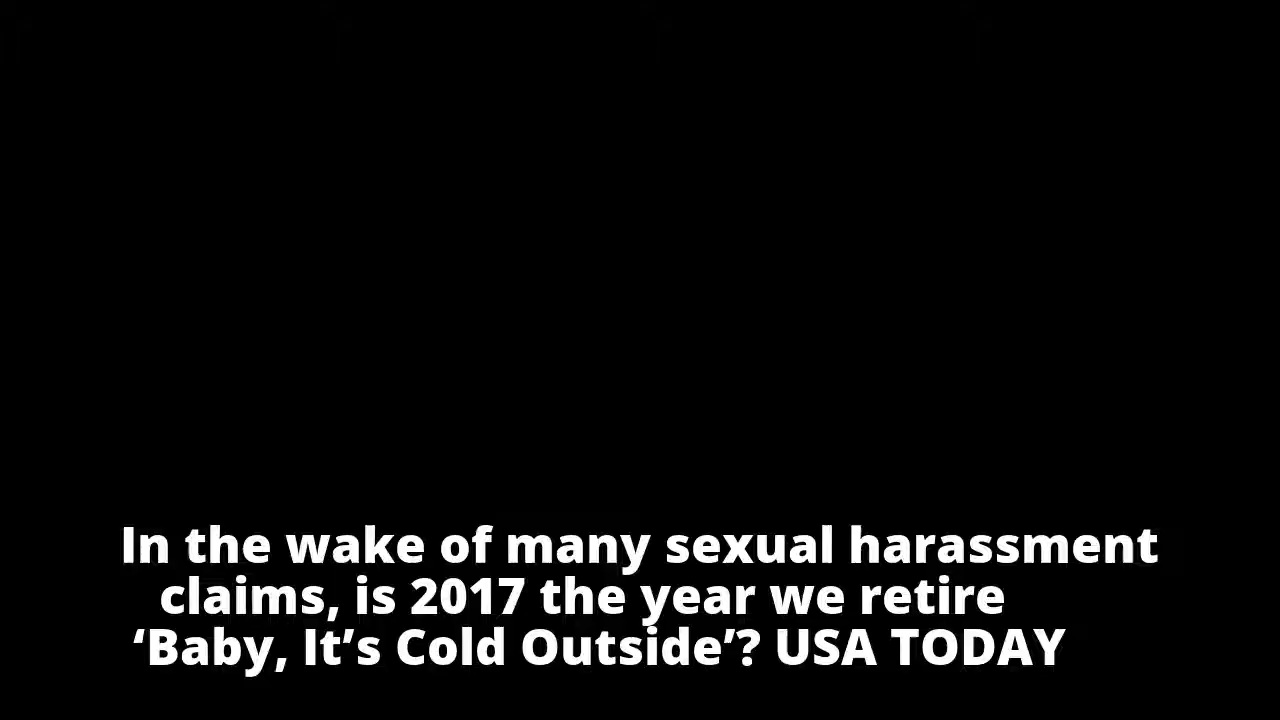 In the wake of many sexual harassment
claims, is 2017 the year we retire
‘Baby, It’s Cold Outside’? USA TODAY